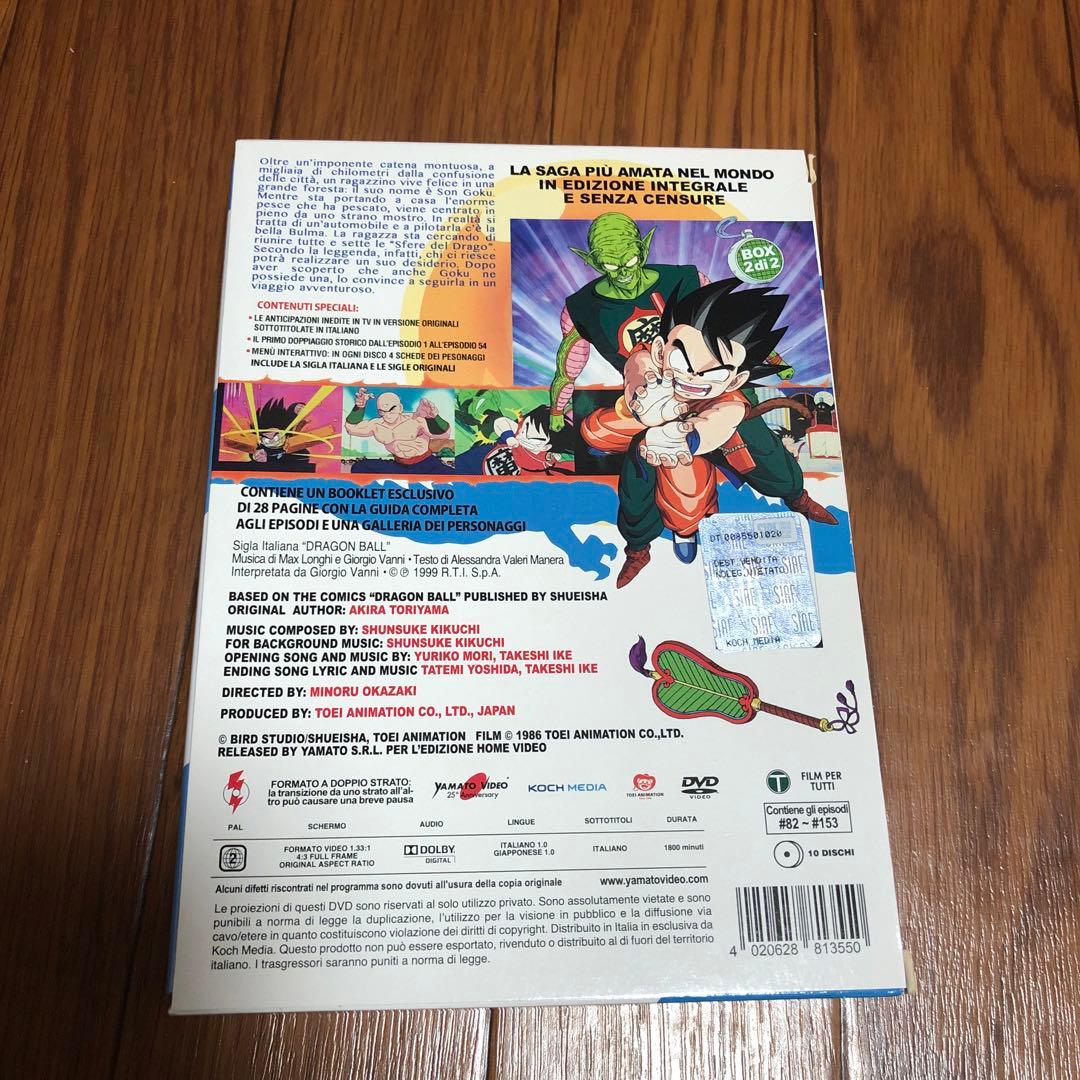 Oltre un'imponente catena montuosa, a
migliaia di chilometri dalla confusione
delle città, un ragazzino vive felice in una
grande foresta: il suo nome è Son Goku.
Mentre sta portando a casa l'enorme
pesce che ha pescato, viene centrato in
pieno da uno strano mostro. In realtà si
tratta di un'automobile e a pilotarla c'è la
bella Bulma. La ragazza sta cercando di
riunire tutte e sette le "Sfere del Drago".
Secondo la leggenda, infatti, chi ci riesce
potrà realizzare un suo desiderio. Dopo
aver scoperto che anche Goku ne
possiede una, lo convince a seguirla in un
viaggio avventuroso.
CONTENUTI SPECIALI:
• LE ANTICIPAZIONI INEDITE IN TV IN VERSIONE ORIGINALI
SOTTOTITOLATE IN ITALIANO
• IL PRIMO DOPPIAGGIO STORICO DALL'EPISODIO 1 ALL'EPISODIO 54
• MENÙ INTERATTIVO: IN OGNI DISCO 4 SCHEDE DEI PESONAGGI
INCLUDE LA SIGLA ITALIANA E LE SIGLE ORIGINALI
LA SAGA PIÙ AMATA NEL MONDO
IN EDIZIONE INTEGRALE
E SENZA CENSURE
BOX
2 di 2
CONTIENE UN BOOKLET ESCLUSIVO
DI 28 PAGINE CON LA GUIDA COMPLETA
AGLI EPISODI E UNA GALLERIA DEI PERSONAGGI
Sigla Italiana "DRAGON BALL"
Musica di Max Longhi e Giorgio Vanni • Testo di Alessandra Valeri Manera
Interpretata da Giorgio Vanni • © ℗ 1999 R.T.I. S.p.A.
DT 0085501020
DEST.VENDITA
NOLEG.VIETATO
SIAE
KOCH MEDIA
BASED ON THE COMICS "DRAGON BALL" PUBLISHED BY SHUEISHA
ORIGINAL AUTHOR: AKIRA TORIYAMA
MUSIC COMPOSED BY: SHUNSUKE KIKUCHI
FOR BACKGROUND MUSIC: SHUNSUKE KIKUCHI
OPENING SONG AND MUSIC BY: YURIKO MORI, TAKESHI IKE
ENDING SONG LYRIC AND MUSIC TATEMI YOSHIDA, TAKESHI IKE
DIRECTED BY: MINORU OKAZAKI
PRODUCED BY: TOEI ANIMATION CO., LTD., JAPAN
© BIRD STUDIO/SHUEISHA, TOEI ANIMATION FILM © 1986 TOEI ANIMATION CO.,LTD.
RELEASED BY YAMATO S.R.L. PER L'EDIZIONE HOME VIDEO
FORMATO A DOPPIO STRATO:
la transizione da uno strato all'al-
tro può causare una breve pausa
YAMATO VIDEO
25th Anniversary
KOCH MEDIA
TOEI ANIMATION
DVD
VIDEO
T
FILM PER
TUTTI
PAL SCHERMO AUDIO LINGUE SOTTOTITOLI DURATA
2
FORMATO VIDEO 1.33:1
4:3 FULL FRAME
ORIGINAL ASPECT RATIO
DOLBY
DIGITAL
ITALIANO 1.0
GIAPPONESE 1.0
ITALIANO
1800 minuti
Contiene gli episodi
#82 ~ #153
10 DISCHI
Alcuni difetti riscontrati nel programma sono dovuti all'usura della copia originale
www.yamatovideo.com
Le proiezioni di questi DVD sono riservati al solo utilizzo privato. Sono assolutamente vietate e sono
punibili a norma di legge la duplicazione, l'utilizzo per la visione in pubblico e la diffusione via
cavo/etere in quanto costituiscono violazione dei diritti di copyright. Distribuito in Italia in esclusiva da
Koch Media. Questo prodotto non può essere esportato, rivenduto o distribuito al di fuori del territorio
italiano. I trasgressori saranno puniti a norma di legge.
4 020628 813550